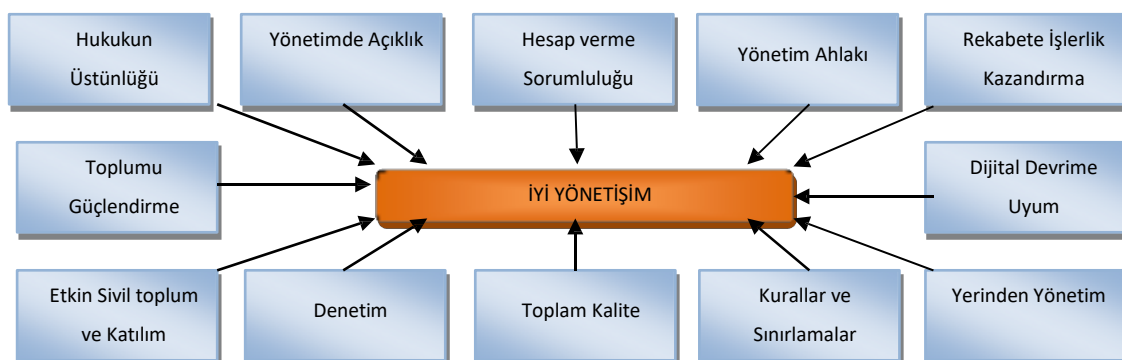 Hukukun
Üstünlüğü
Yönetimde Açıklık
Hesap verme
Sorumluluğu
Yönetim Ahlakı
Rekabete İşlerlik
Kazandırma
Toplumu
Güçlendirme
İYİ YÖNETİŞİM
Dijital Devrime
Uyum
Etkin Sivil toplum
ve Katılım
Denetim
Toplam Kalite
Kurallar ve
Sınırlamalar
Yerinden Yönetim